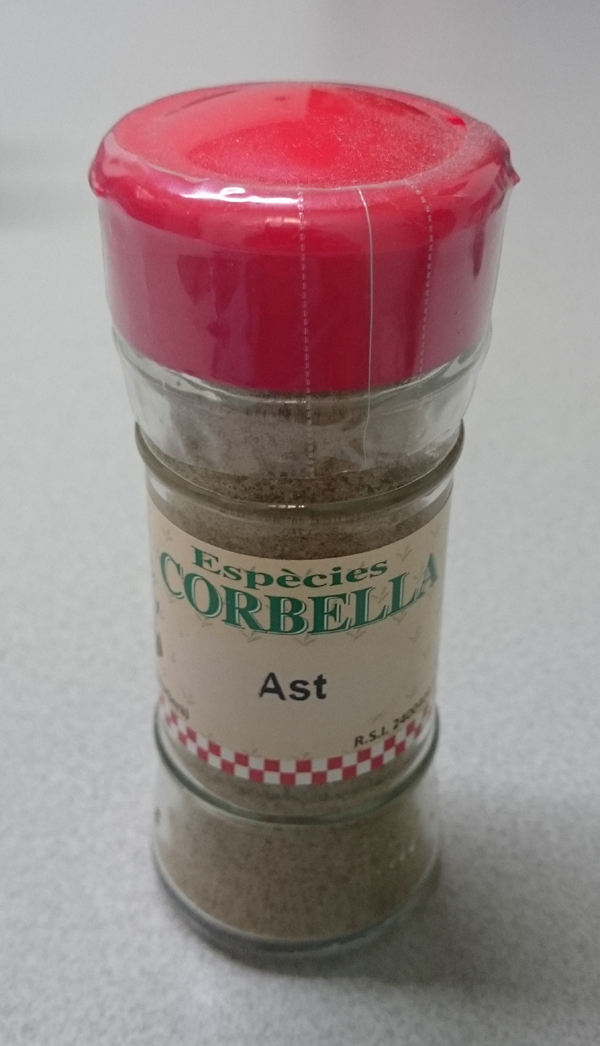 Espècies
CORBELLA
Ast
R.S.I.